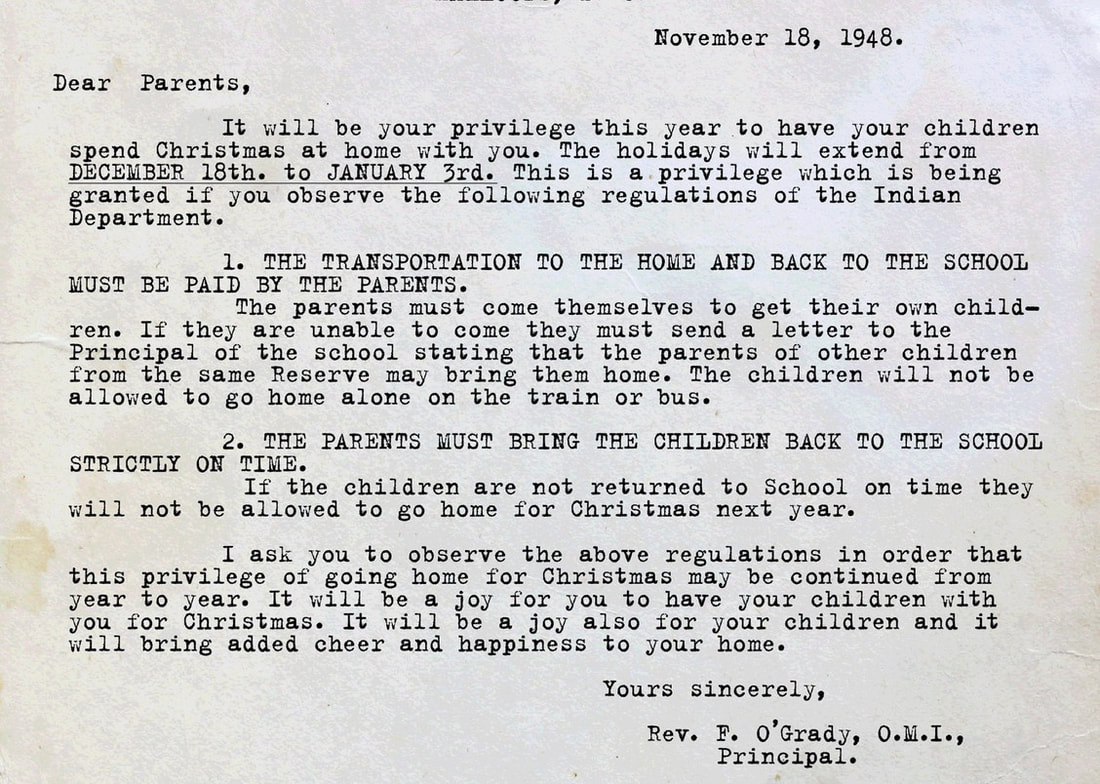 November 18, 1948.
Dear Parents,
It will be your privilege this year to have your children
spend Christmas at home with you. The holidays will extend from
DECEMBER 18th. to JANUARY 3rd. This is a privilege which is being
granted if you observe the following regulations of the Indian
Department.
1. THE TRANSPORTATION TO THE HOME AND BACK TO THE SCHOOL
MUST BE PAID BY THE PARENTS.
The parents must come themselves to get their own child-
ren. If they are unable to come they must send a letter to the
Principal of the school stating that the parents of other children
from the same Reserve may bring them home. The children will not be
allowed to go home alone on the train or bus.
2. THE PARENTS MUST BRING THE CHILDREN BACK TO THE SCHOOL
STRICTLY ON TIME.
If the children are not returned to School on time they
will not be allowed to go home for Christmas next year.
I ask you to observe the above regulations in order that
this privilege of going home for Christmas may be continued from
year to year. It will be a joy for you to have your children with
you for Christmas. It will be a joy also for your children and it
will bring added cheer and happiness to your home.
Yours sincerely,
Rev. F. O'Grady, O.M.I.,
Principal.